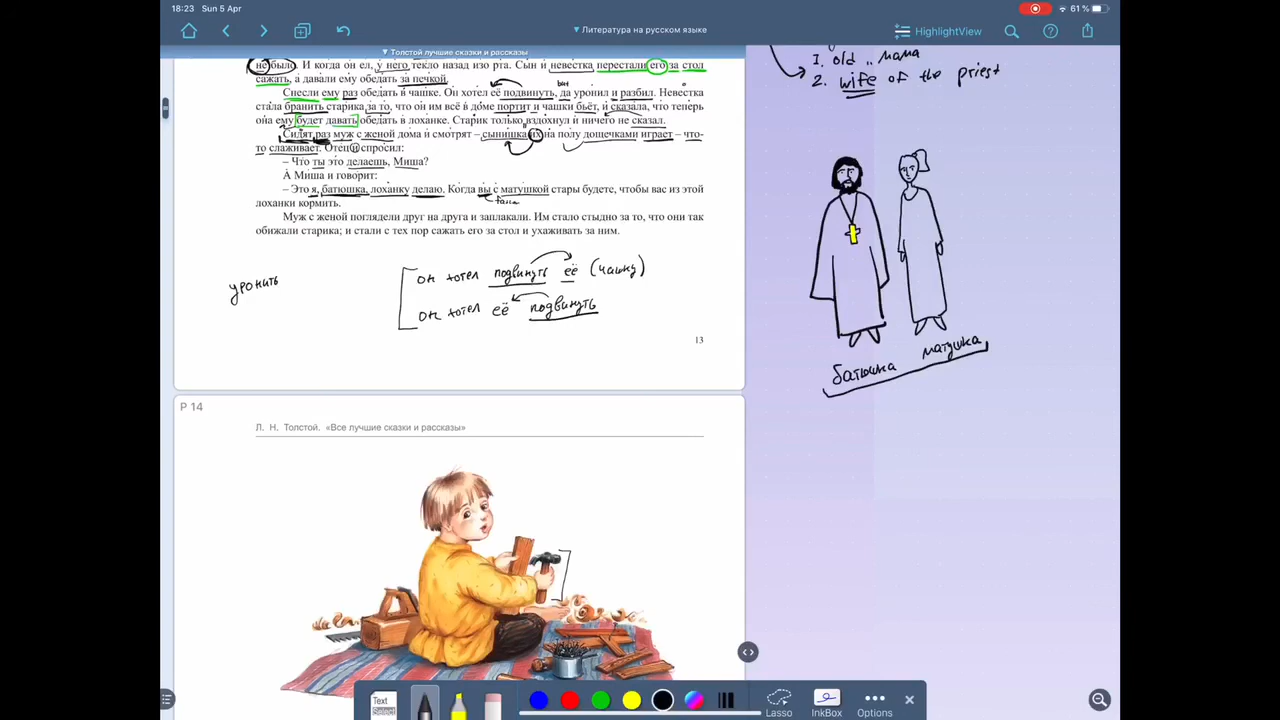 18:23 Sun 5 Apr
61 %
Литература на русском языке
HighlightView
Толстой лучшие сказки и рассказы
не было. И когда он ел, у него текло назад изо рта. Сын и невестка перестали его за стол
сажать, а давали ему обедать за печкой.
Снесли ему раз обедать в чашке. Он хотел её подвинуть, да уронил и разбил. Невестка
стала бранить старика за то, что он им всё в доме портит и чашки бьёт, и сказала, что теперь
она ему будет давать обедать в лоханке. Старик только вздохнул и ничего не сказал.
Сидят раз муж с женой дома и смотрят – сынишка их на полу дощечками играет – что-
то слаживает. Отец и спросил:
– Что ты это делаешь, Миша?
А Миша и говорит:
– Это я, батюшка, лоханку делаю. Когда вы с матушкой стары будете, чтобы вас из этой
лоханки кормить.
Муж с женой поглядели друг на друга и заплакали. Им стало стыдно за то, что они так
обижали старика; и стали с тех пор сажать его за стол и ухаживать за ним.
уронить
он хотел подвинуть её (чашку)
он хотел её подвинуть
13
1. old „ мама
2. wife of the priest
батюшка
матушка
P 14
Л. Н. Толстой. «Все лучшие сказки и рассказы»
Text
Lasso
InkBox
Options